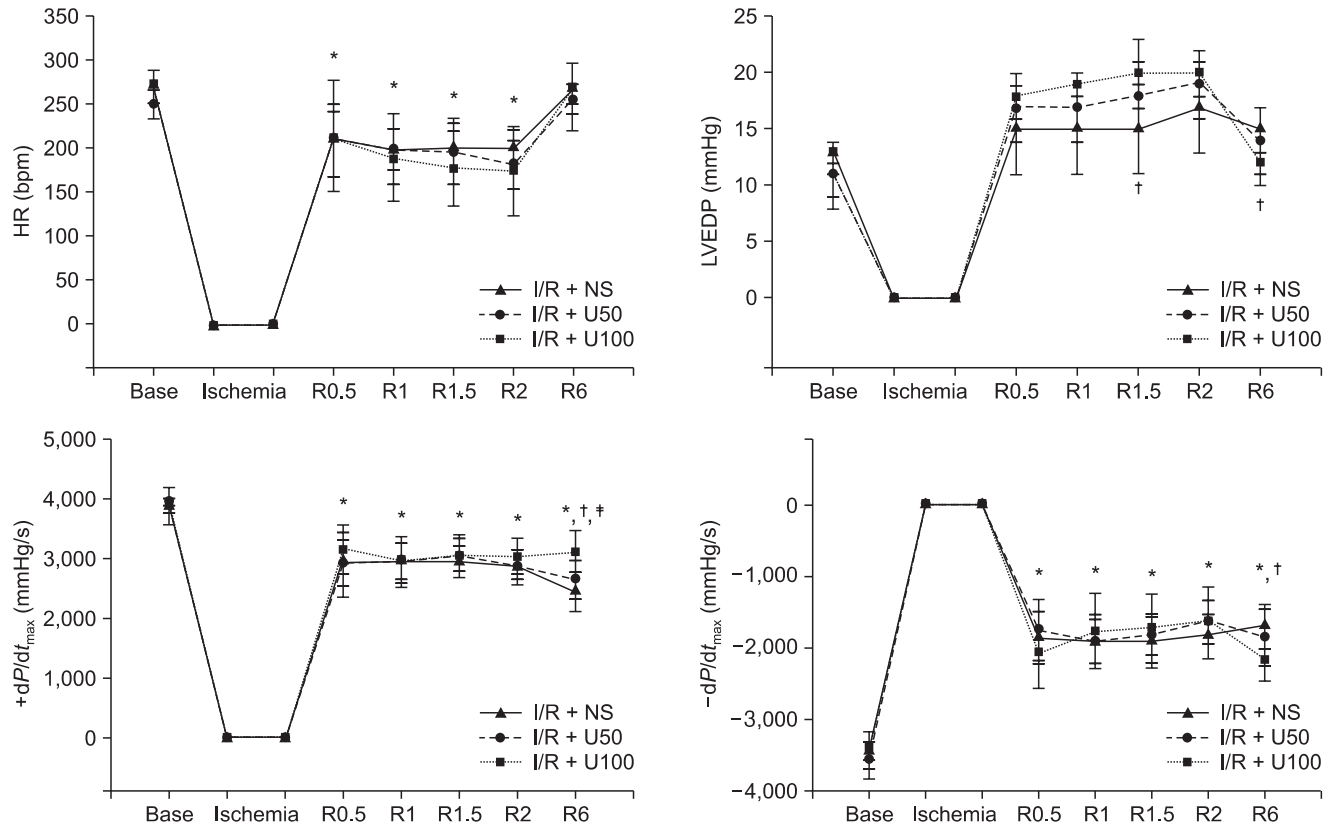 HR (bpm)
350
300
250
200
150
100
50
0
* * * *
I/R + NS
I/R + U50
I/R + U100
Base Ischemia R0.5 R1 R1.5 R2 R6
LVEDP (mmHg)
25
20
15
10
5
0
† †
I/R + NS
I/R + U50
I/R + U100
Base Ischemia R0.5 R1 R1.5 R2 R6
+dP/dtmax (mmHg/s)
5,000
4,000
3,000
2,000
1,000
0
* * * * *, †, ‡
I/R + NS
I/R + U50
I/R + U100
Base Ischemia R0.5 R1 R1.5 R2 R6
−dP/dtmax (mmHg/s)
0
−1,000
−2,000
−3,000
−4,000
* * * * *, †
I/R + NS
I/R + U50
I/R + U100
Base Ischemia R0.5 R1 R1.5 R2 R6